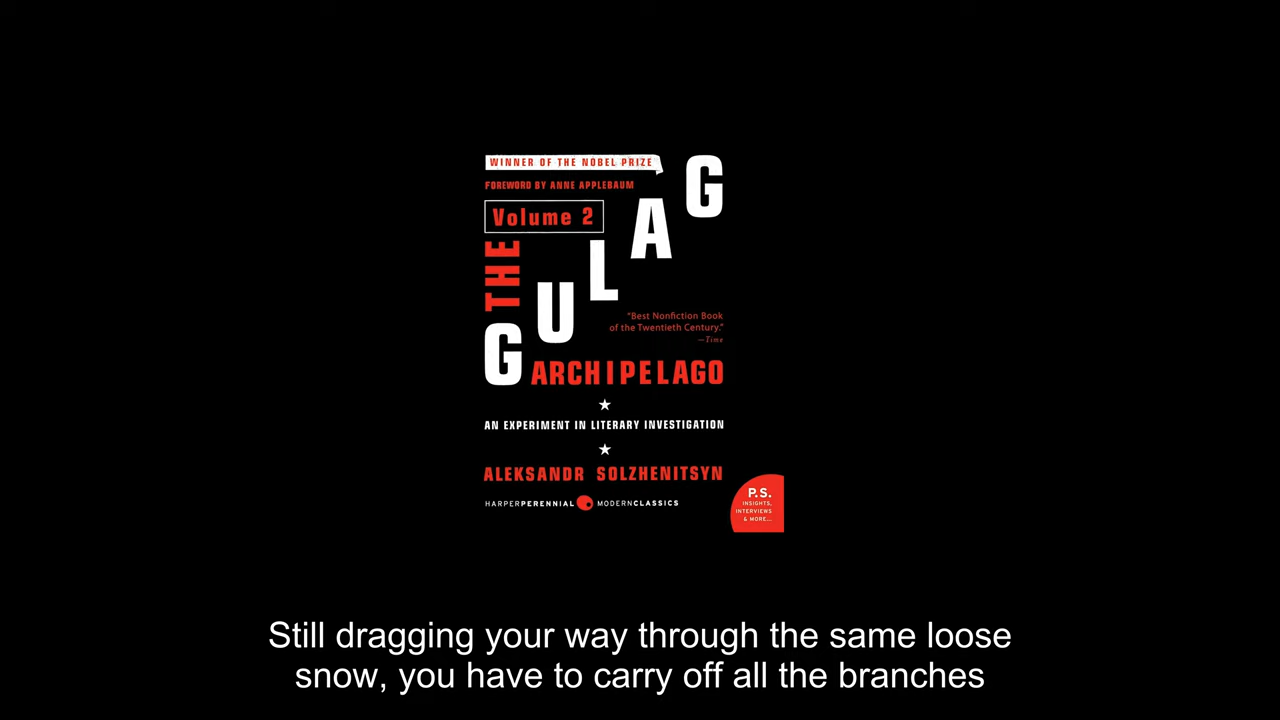 WINNER OF THE NOBEL PRIZE
FOREWORD BY ANNE APPLEBAUM
Volume 2
THE
GULAG
"Best Nonfiction Book
of the Twentieth Century."
—Time
ARCHIPELAGO
AN EXPERIMENT IN LITERARY INVESTIGATION
ALEKSANDR SOLZHENITSYN
HARPERPERENNIAL MODERNCLASSICS
P.S.
INSIGHTS,
INTERVIEWS
& MORE...
Still dragging your way through the same loose
snow, you have to carry off all the branches